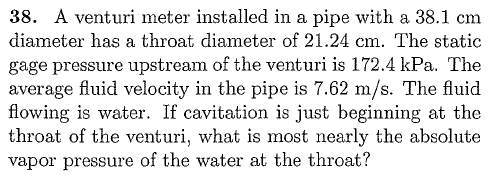 38. A venturi meter installed in a pipe with a 38.1 cm
diameter has a throat diameter of 21.24 cm. The static
gage pressure upstream of the venturi is 172.4 kPa. The
average fluid velocity in the pipe is 7.62 m/s. The fluid
flowing is water. If cavitation is just beginning at the
throat of the venturi, what is most nearly the absolute
vapor pressure of the water at the throat?